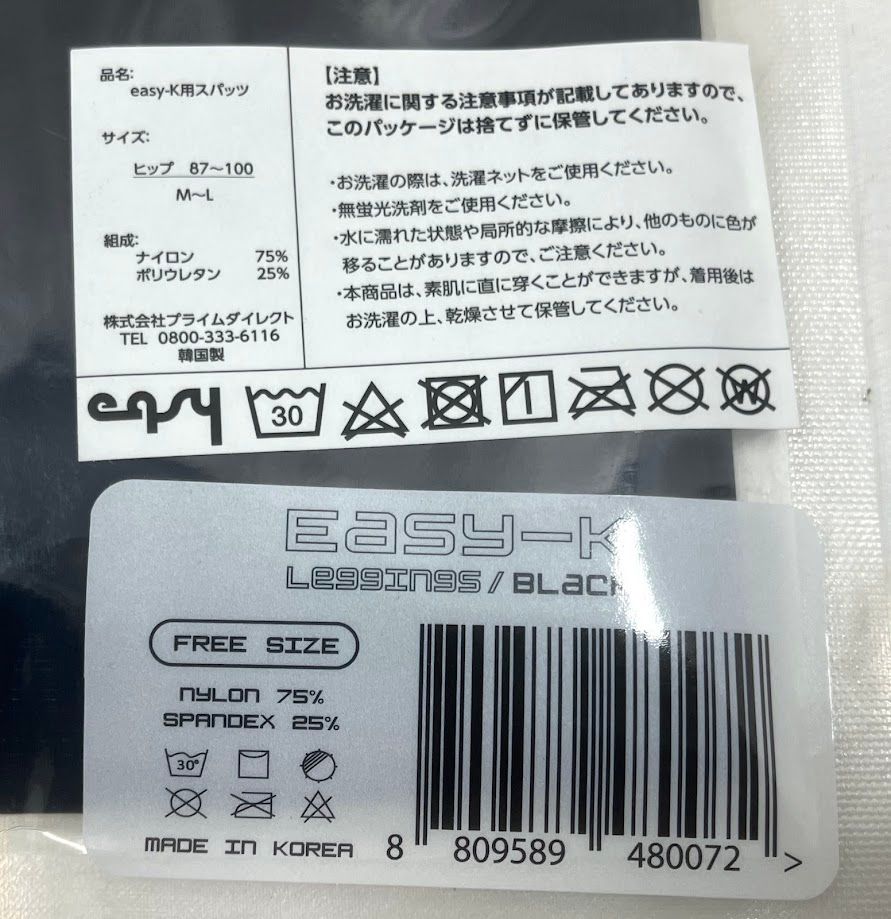 品名:
easy-K用スパッツ
サイズ:
ヒップ 87～100
M～L
組成:
ナイロン 75%
ポリウレタン 25%
株式会社プライムダイレクト
TEL 0800-333-6116
韓国製
【注意】
お洗濯に関する注意事項が記載してありますので、
このパッケージは捨てずに保管してください。
・お洗濯の際は、洗濯ネットをご使用ください。
・無蛍光洗剤をご使用ください。
・水に濡れた状態や局所的な摩擦により、他のものに色が
移ることがありますので、ご注意ください。
・本商品は、素肌に直に穿くことができますが、着用後は
お洗濯の上、乾燥させて保管してください。
30
W
Easy-K
Leggings / Black
FREE SIZE
NYLON 75%
SPANDEX 25%
30°
MADE IN KOREA
8 809589 480072 >